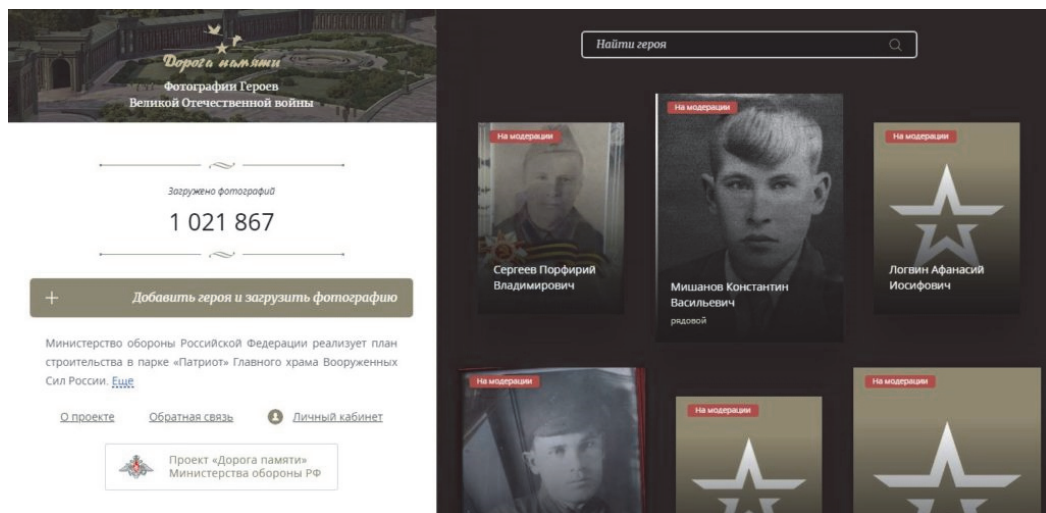 Дорога памяти
Фотографии Героев
Великой Отечественной войны
Загружено фотографий
1 021 867
+ Добавить героя и загрузить фотографию
Министерство обороны Российской Федерации реализует план
строительства в парке «Патриот» Главного храма Вооруженных
Сил России. Еще
О проекте Обратная связь Личный кабинет
Проект «Дорога памяти»
Министерства обороны РФ
Найти героя
На модерации
Сергеев Порфирий
Владимирович
На модерации
Мишанов Константин
Васильевич
рядовой
На модерации
Логвин Афанасий
Иосифович
На модерации
На модерации
На модерации